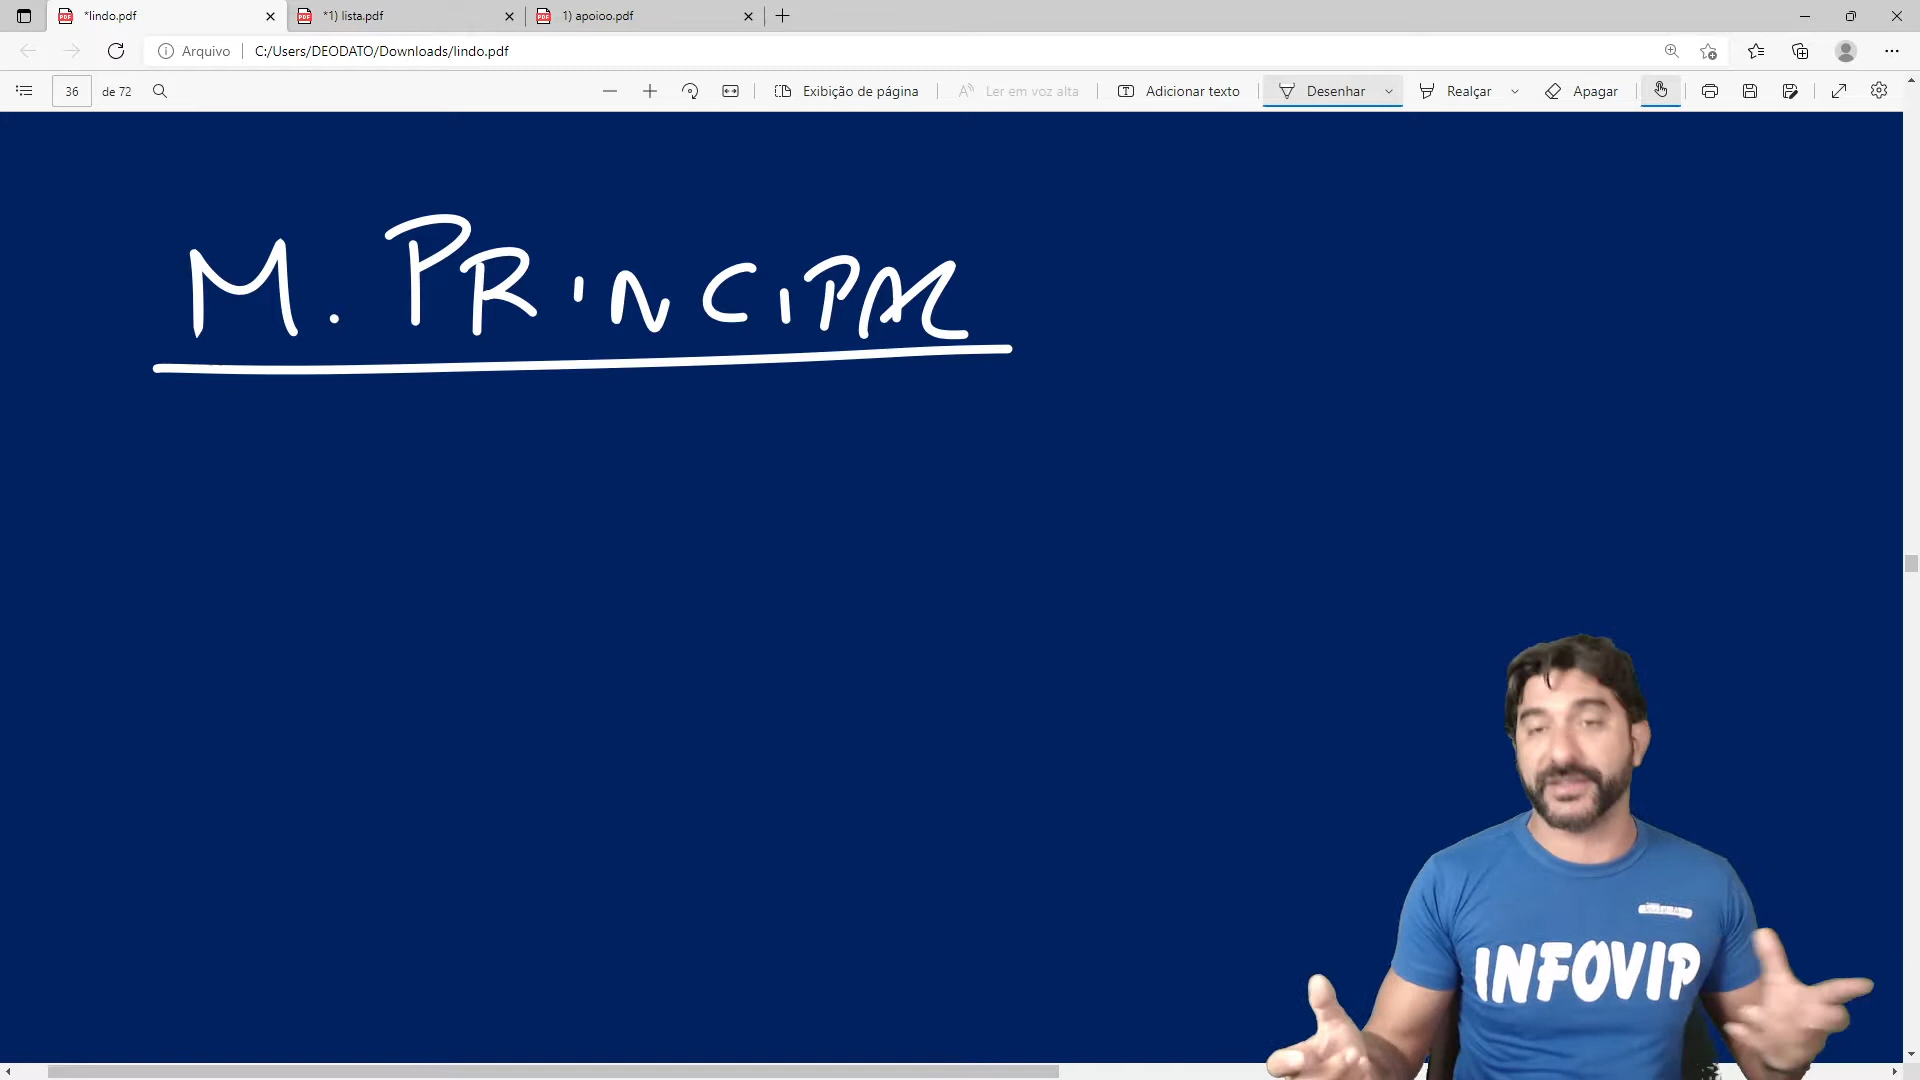 *lindo.pdf
*1) lista.pdf
1) apoioo.pdf
Arquivo
C:/Users/DEODATO/Downloads/lindo.pdf
36
de 72
Exibição de página
Ler em voz alta
Adicionar texto
Desenhar
Realçar
Apagar
M. PRINCIPAL
INFOVIP